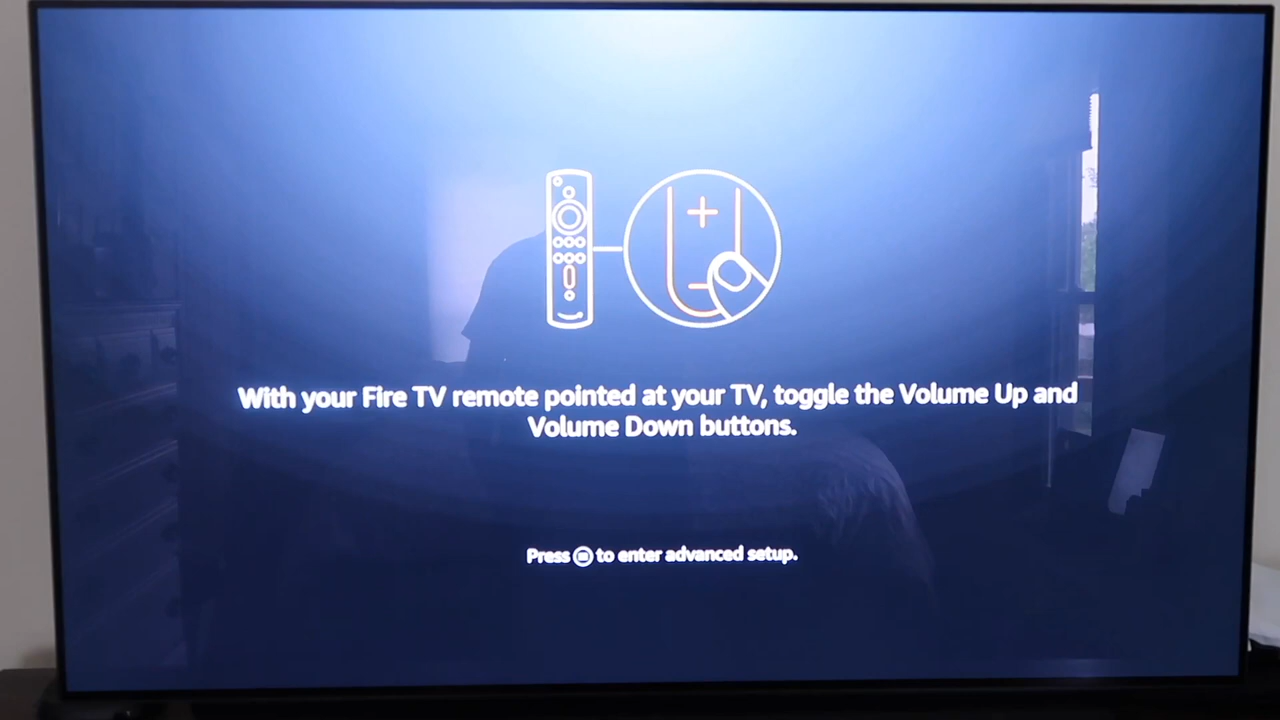 With your Fire TV remote pointed at your TV, toggle the Volume Up and
Volume Down buttons.
Press to enter advanced setup.